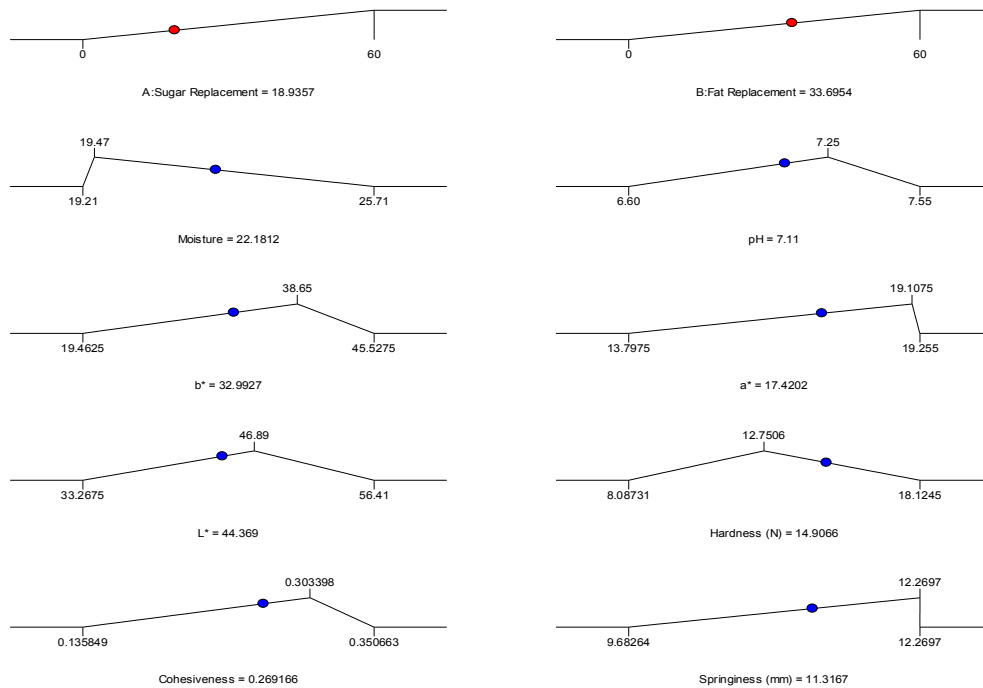 0 60
A:Sugar Replacement = 18.9357
0 60
B:Fat Replacement = 33.6954
19.47
19.21 25.71
Moisture = 22.1812
7.25
6.60 7.55
pH = 7.11
38.65
19.4625 45.5275
b* = 32.9927
19.1075
13.7975 19.255
a* = 17.4202
46.89
33.2675 56.41
L* = 44.369
12.7506
8.08731 18.1245
Hardness (N) = 14.9066
0.303398
0.135849 0.350663
Cohesiveness = 0.269166
12.2697
9.68264 12.2697
Springiness (mm) = 11.3167